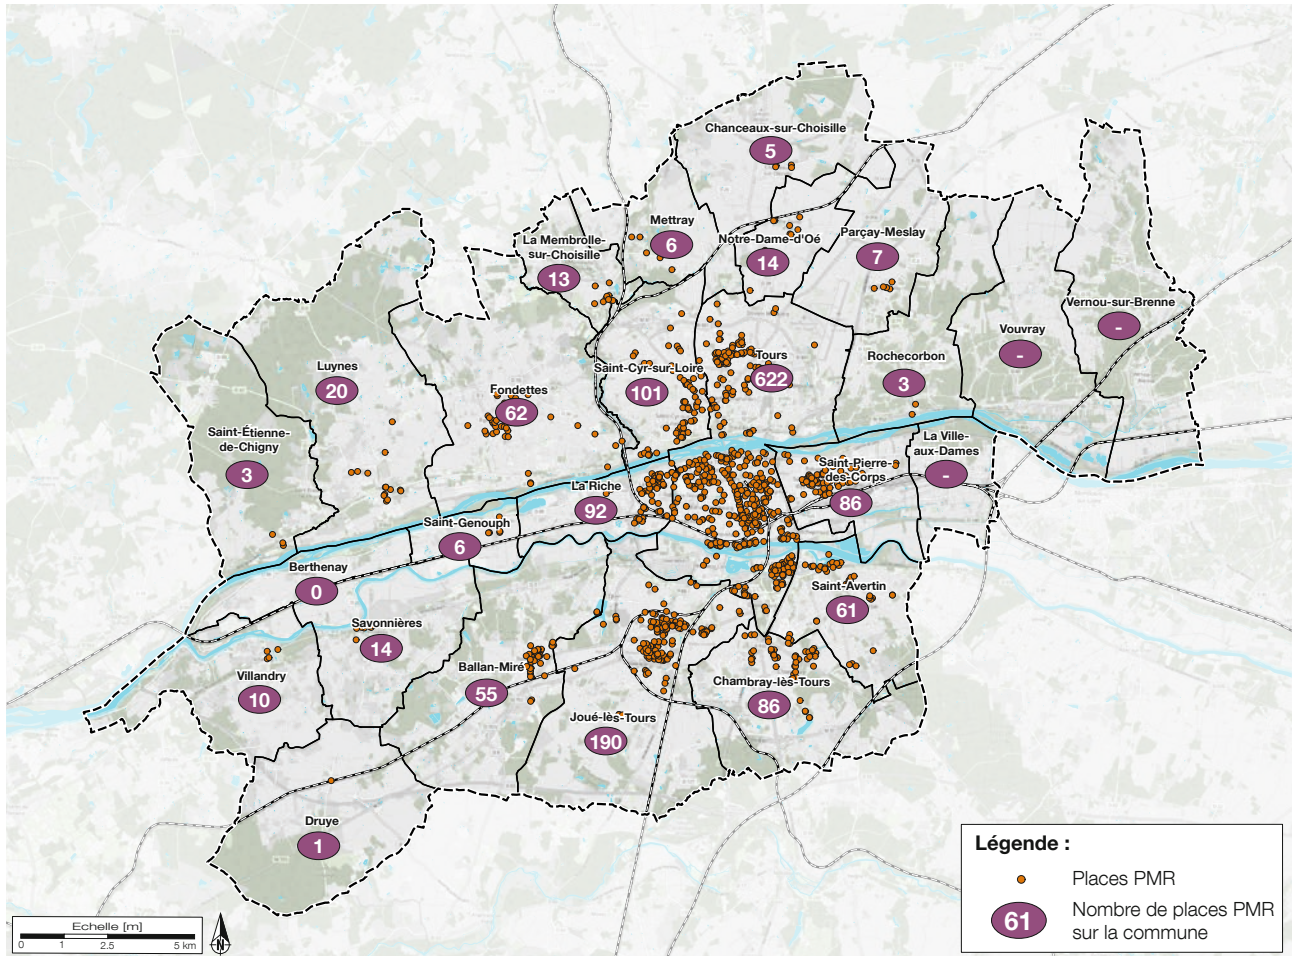 Chanceaux-sur-Choisille
5
Mettray
6
La Membrolle-
sur-Choisille
13
Notre-Dame-d'Oé
14
Parçay-Meslay
7
Vernou-sur-Brenne
-
Vouvray
-
Luynes
20
Fondettes
62
Saint-Cyr-sur-Loire
101
Tours
622
Rochecorbon
3
Saint-Étienne-
de-Chigny
3
La Ville-
aux-Dames
-
Saint-Pierre-
des-Corps
86
La Riche
92
Saint-Genouph
6
Berthenay
0
Saint-Avertin
61
Savonnières
14
Villandry
10
Ballan-Miré
55
Chambray-lès-Tours
86
Joué-lès-Tours
190
Druye
1
Légende :
Places PMR
61
Nombre de places PMR
sur la commune
Echelle [m]
0 1 2.5 5 km
N